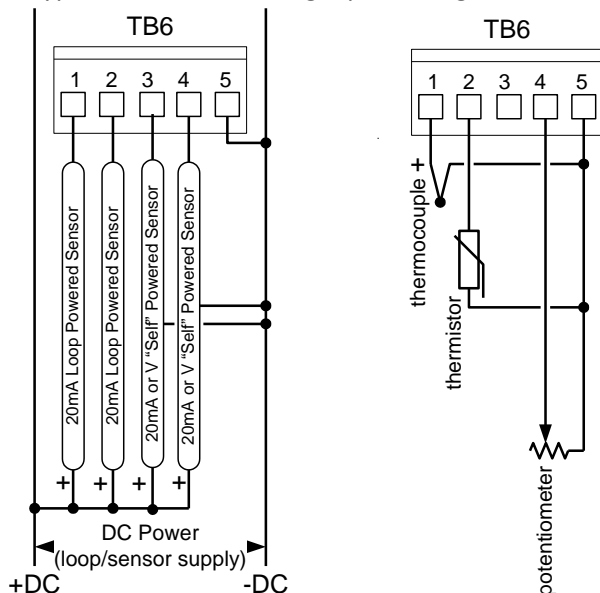 TB6
1 2 3 4 5
20mA Loop Powered Sensor
20mA Loop Powered Sensor
20mA or V "Self" Powered Sensor
20mA or V "Self" Powered Sensor
+ + + +
DC Power
(loop/sensor supply)
+DC -DC
TB6
1 2 3 4 5
thermocouple +
thermistor
potentiometer